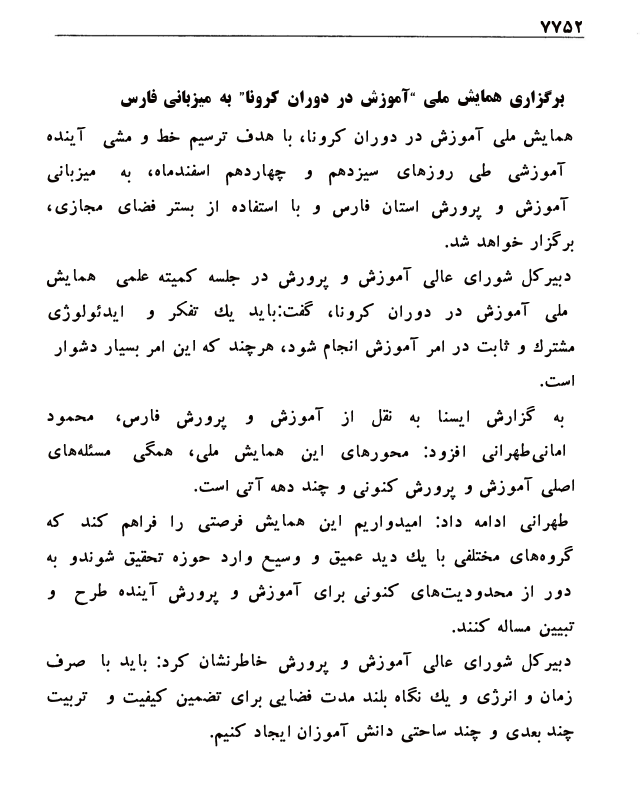 ۷۷۵۲
برگزاری همایش ملی “آموزش در دوران کرونا” به میزبانی فارس
همایش ملی آموزش در دوران کرونا، با هدف ترسیم خط و مشی آینده
آموزشی طی روزهای سیزدهم و چهاردهم اسفندماه، به میزبانی
آموزش و پرورش استان فارس و با استفاده از بستر فضای مجازی،
برگزار خواهد شد.
دبیرکل شورای عالی آموزش و پرورش در جلسه کمیته علمی همایش
ملی آموزش در دوران کرونا، گفت:باید یك تفکر و ایدئولوژی
مشترك و ثابت در امر آموزش انجام شود، هرچند که این امر بسیار دشوار
است.
به گزارش ایسنا به نقل از آموزش و پرورش فارس، محمود
امانی‌طهرانی افزود: محورهای این همایش ملی، همگی مسئله‌های
اصلی آموزش و پرورش کنونی و چند دهه آتی است.
طهرانی ادامه داد: امیدواریم این همایش فرصتی را فراهم کند که
گروه‌های مختلفی با یك دید عمیق و وسیع وارد حوزه تحقیق شوندو به
دور از محدودیت‌های کنونی برای آموزش و پرورش آینده طرح و
تبیین مساله کنند.
دبیرکل شورای عالی آموزش و پرورش خاطرنشان کرد: باید با صرف
زمان و انرژی و یك نگاه بلند مدت فضایی برای تضمین کیفیت و تربیت
چند بعدی و چند ساحتی دانش آموزان ایجاد کنیم.